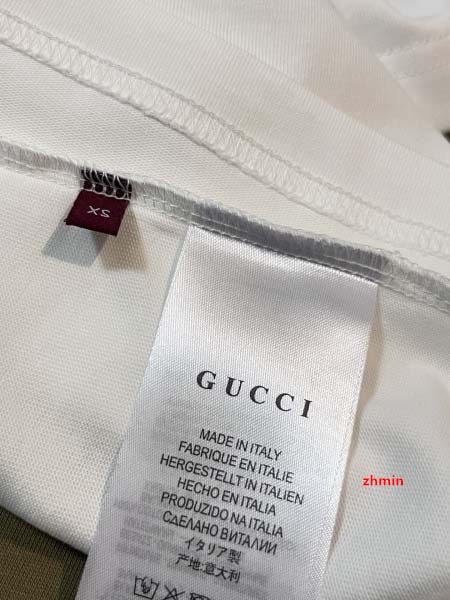 XS
GUCCI
MADE IN ITALY
FABRIQUE EN ITALIE
HERGESTELLT IN ITALIEN
HECHO EN ITALIA
PRODUZIDO NA ITALIA
СДЕЛАНО ВИТАЛИИ
イタリア製
产地:意大利
zhmin